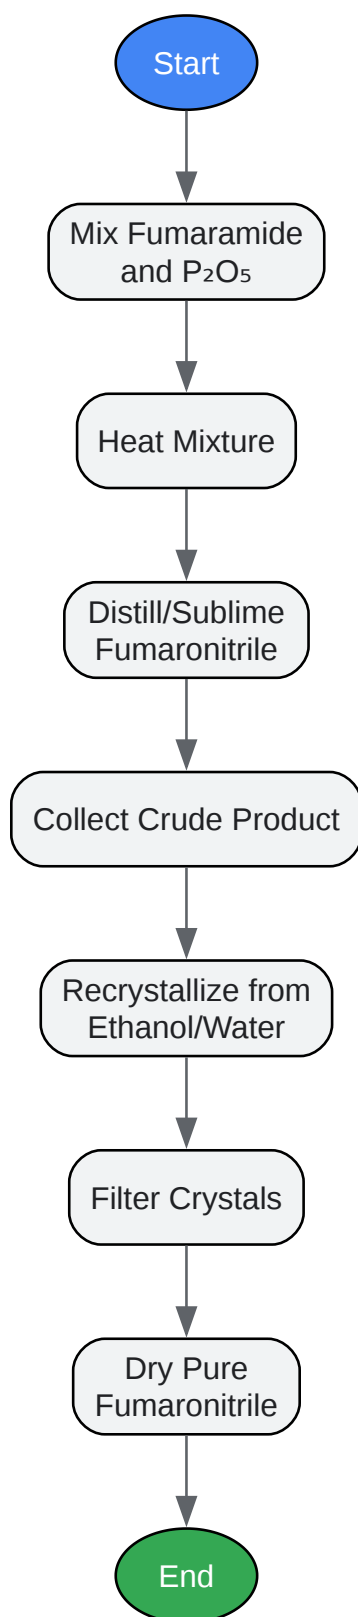 Start
Mix Fumaramide
and P₂O₅
Heat Mixture
Distill/Sublime
Fumaronitrile
Collect Crude Product
Recrystallize from
Ethanol/Water
Filter Crystals
Dry Pure
Fumaronitrile
End